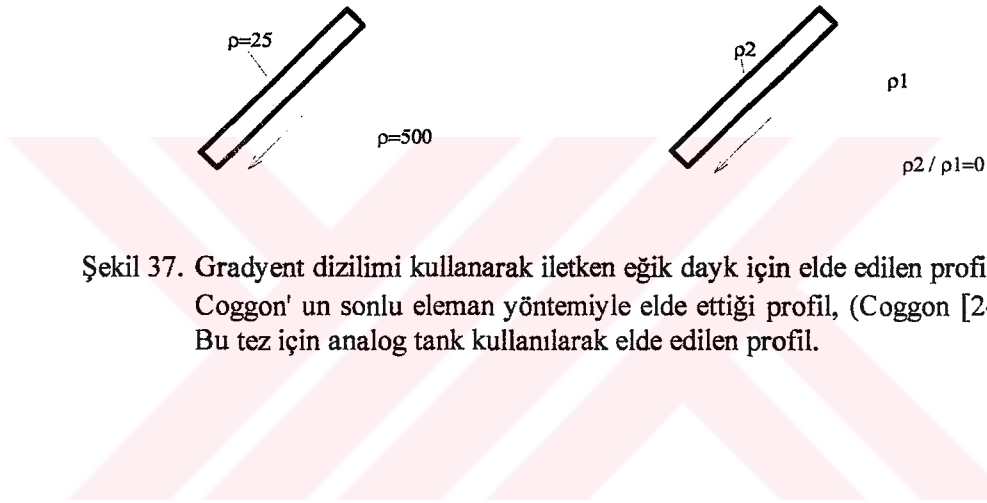 ρ=25
ρ=500
ρ2
ρ1
ρ2 / ρ1=0
Şekil 37. Gradyent dizilimi kullanarak iletken eğik dayk için elde edilen profi
Coggon' un sonlu eleman yöntemiyle elde ettiği profil, (Coggon [2
Bu tez için analog tank kullanılarak elde edilen profil.